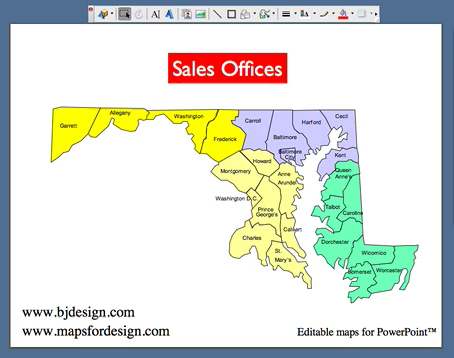 Sales Offices
Garrett
Allegany
Washington
Frederick
Carroll
Baltimore
Harford
Cecil
Baltimore
City
Kent
Howard
Montgomery
Anne
Arundel
Queen
Anne's
Washington D.C.
Prince
George's
Talbot
Caroline
Calvert
Charles
St.
Mary's
Dorchester
Wicomico
Somerset
Worcester
www.bjdesign.com
www.mapsfordesign.com
Editable maps for PowerPoint™